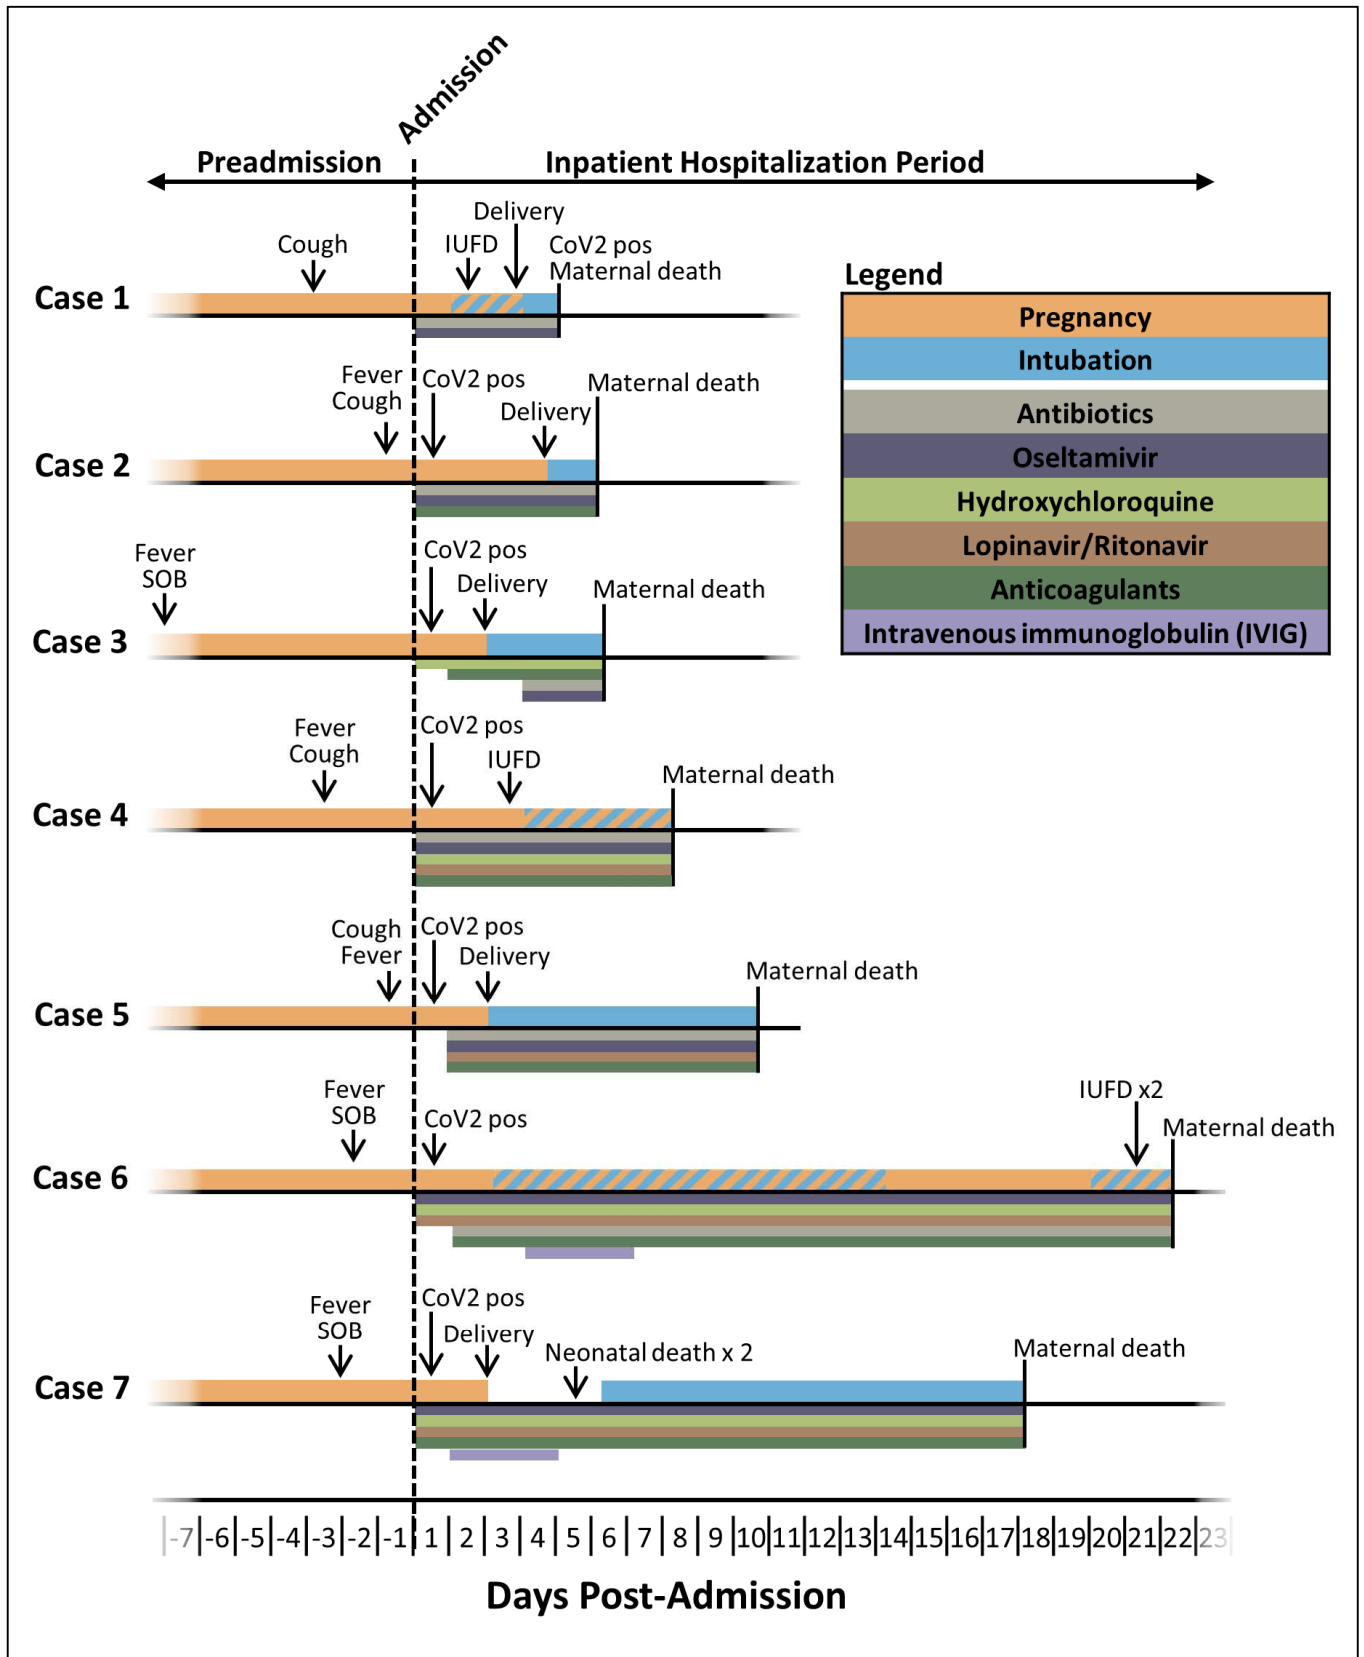 Admission
Preadmission
Inpatient Hospitalization Period
Case 1
Cough
IUFD
Delivery
CoV2 pos
Maternal death
Legend
Pregnancy
Intubation
Antibiotics
Oseltamivir
Hydroxychloroquine
Lopinavir/Ritonavir
Anticoagulants
Intravenous immunoglobulin (IVIG)
Case 2
Fever
Cough
CoV2 pos
Delivery
Maternal death
Case 3
Fever
SOB
CoV2 pos
Delivery
Maternal death
Case 4
Fever
Cough
CoV2 pos
IUFD
Maternal death
Case 5
Cough
Fever
CoV2 pos
Delivery
Maternal death
Case 6
Fever
SOB
CoV2 pos
IUFD x2
Maternal death
Case 7
Fever
SOB
CoV2 pos
Delivery
Neonatal death x 2
Maternal death
-7 -6 -5 -4 -3 -2 -1 1 2 3 4 5 6 7 8 9 10 11 12 13 14 15 16 17 18 19 20 21 22 23
Days Post-Admission